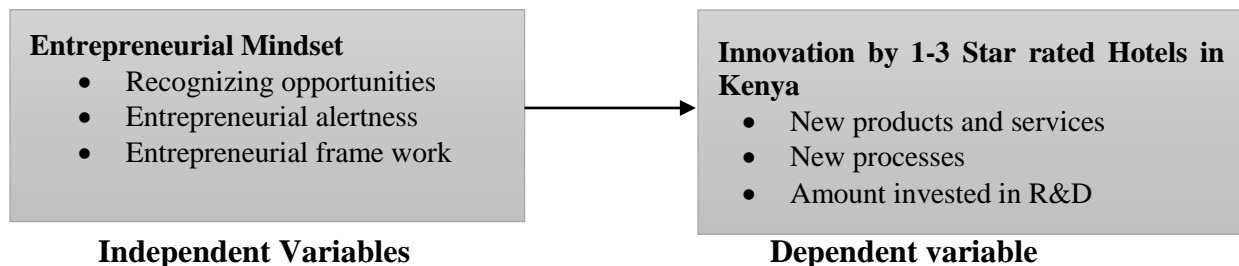 Entrepreneurial Mindset
• Recognizing opportunities
• Entrepreneurial alertness
• Entrepreneurial frame work
Innovation by 1-3 Star rated Hotels in
Kenya
• New products and services
• New processes
• Amount invested in R&D
Independent Variables
Dependent variable